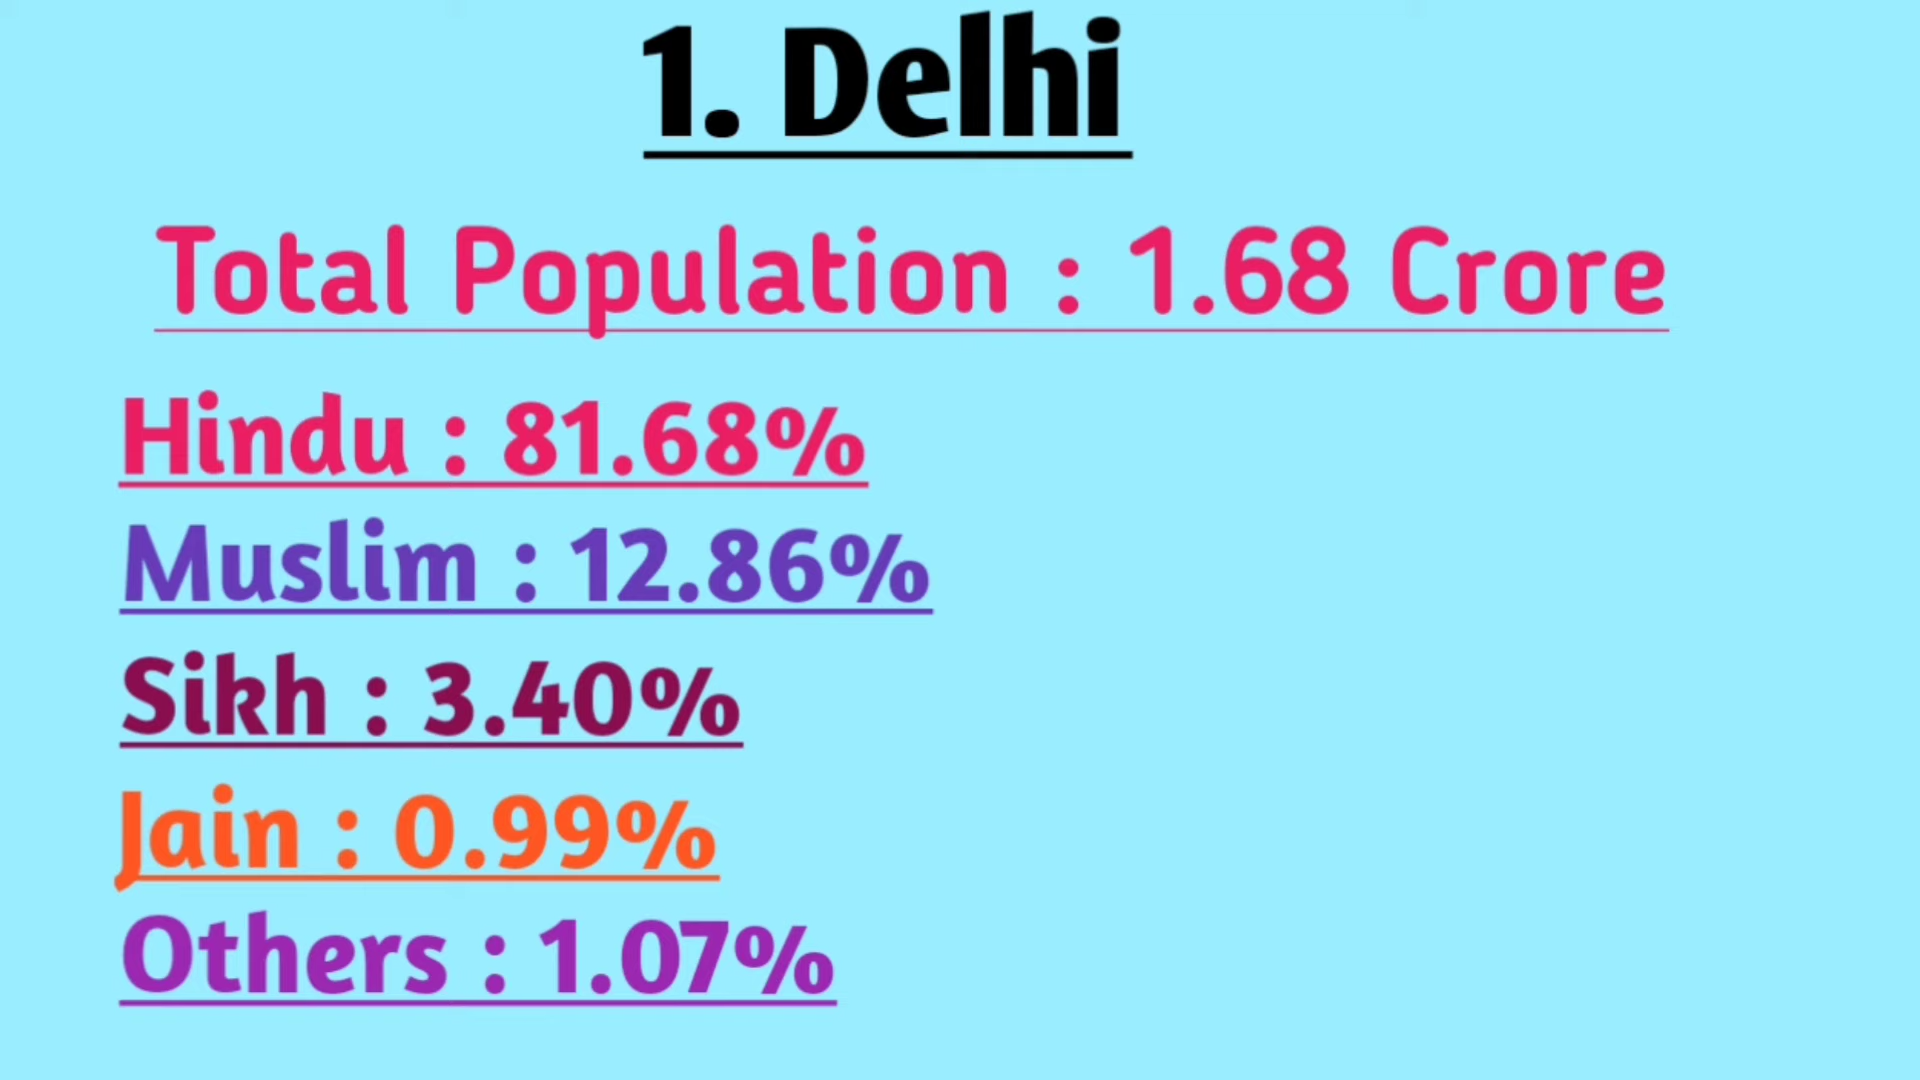 1. Delhi
Total Population : 1.68 Crore
Hindu : 81.68%
Muslim : 12.86%
Sikh : 3.40%
Jain : 0.99%
Others : 1.07%